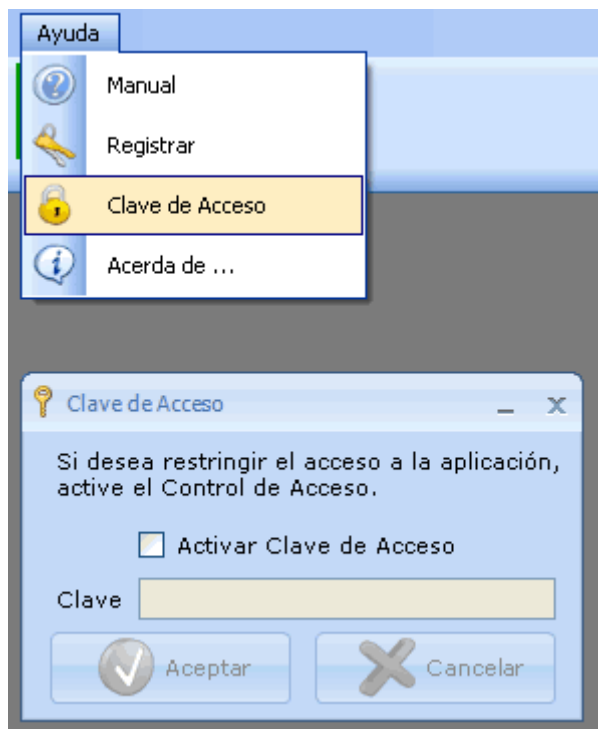 Ayuda
Manual
Registrar
Clave de Acceso
Acerda de ...
Clave de Acceso
Si desea restringir el acceso a la aplicación,
active el Control de Acceso.
Activar Clave de Acceso
Clave
Aceptar
Cancelar